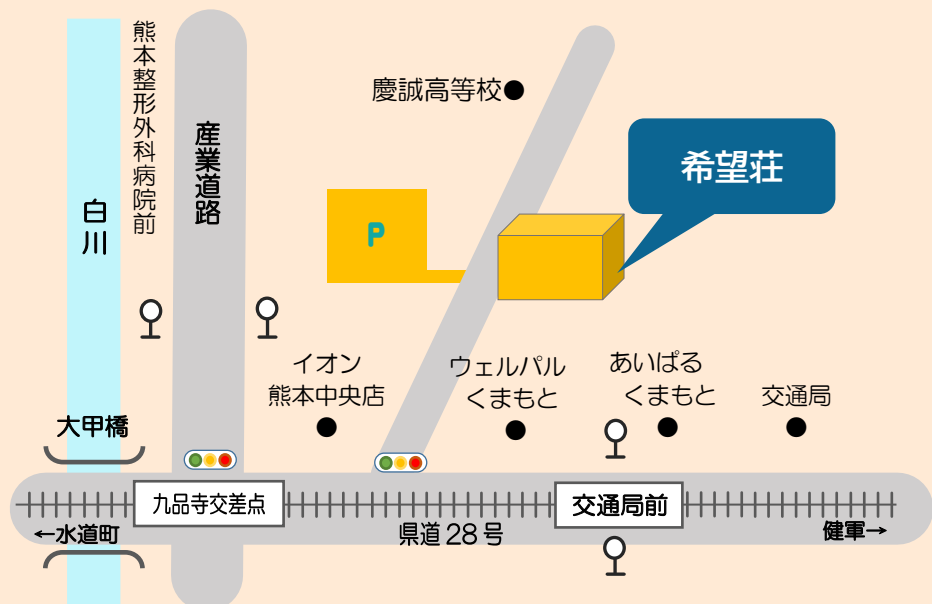 熊本整形外科病院前
産業道路
白川
慶誠高等学校
希望荘
P
イオン
熊本中央店
ウェルパル
くまもと
あいぱる
くまもと
交通局
大甲橋
九品寺交差点
交通局前
←水道町
県道28号
健軍→